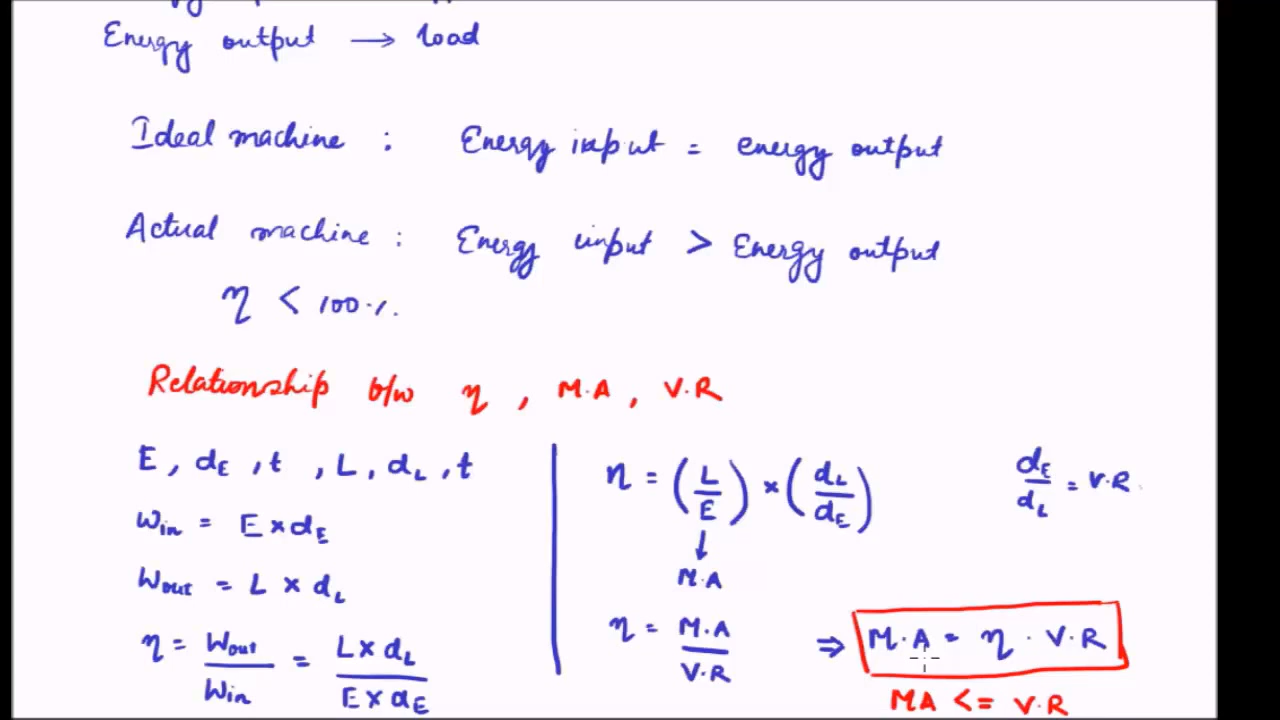 Energy output → load
Ideal machine : Energy input = energy output
Actual machine : Energy input > Energy output
η < 100 %.
Relationship b/w η , M.A , V.R
E , dE , t , L , dL , t
Win = E × dE
Wout = L × dL
η = Wout / Win = L × dL / E × dE
η = (L/E) × (dL/dE)
↓
M.A
dE/dL = V.R
η = M.A / V.R ⇒ M.A = η . V.R
MA <= V.R